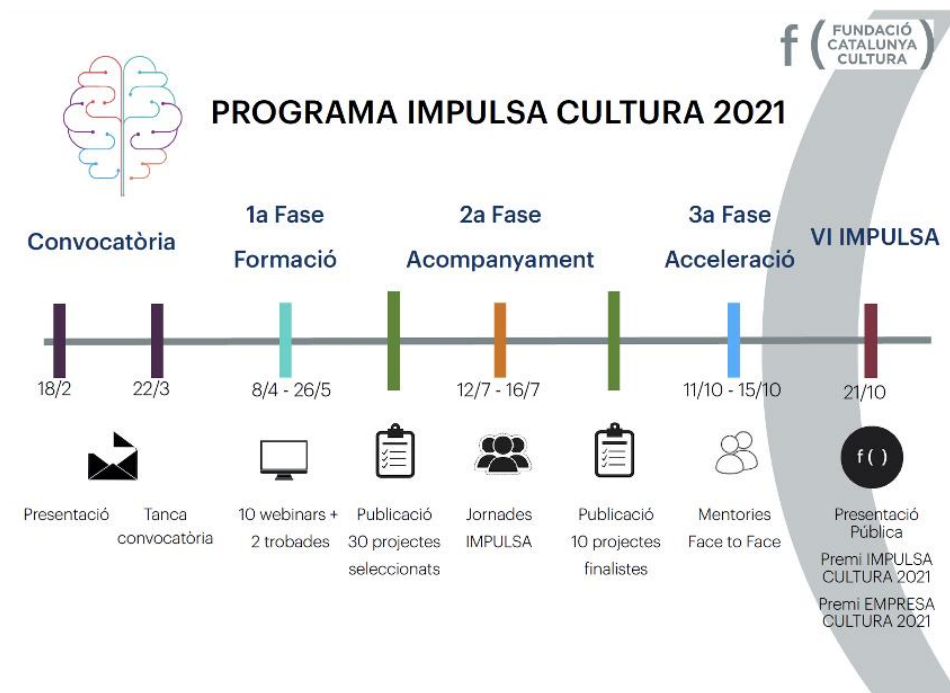 f ( FUNDACIÓ
CATALUNYA
CULTURA )
PROGRAMA IMPULSA CULTURA 2021
Convocatòria
1a Fase
Formació
2a Fase
Acompanyament
3a Fase
Acceleració
VI IMPULSA
18/2
22/3
8/4 - 26/5
12/7 - 16/7
11/10 - 15/10
21/10
f ( )
Presentació
Tanca
convocatòria
10 webinars +
2 trobades
Publicació
30 projectes
seleccionats
Jornades
IMPULSA
Publicació
10 projectes
finalistes
Mentories
Face to Face
Presentació
Pública
Premi IMPULSA
CULTURA 2021
Premi EMPRESA
CULTURA 2021